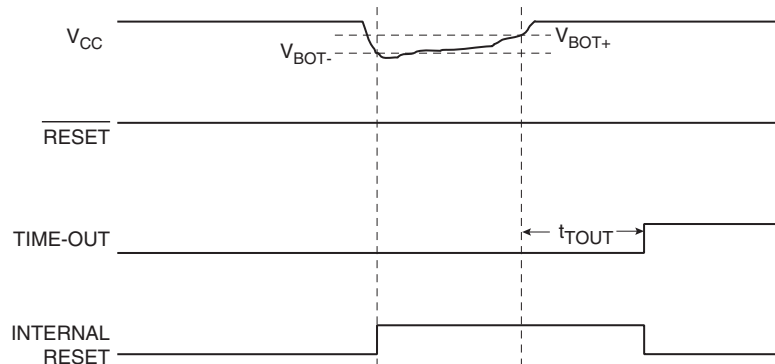 VCC
VBOT-
VBOT+
RESET
TIME-OUT
tTOUT
INTERNAL
RESET